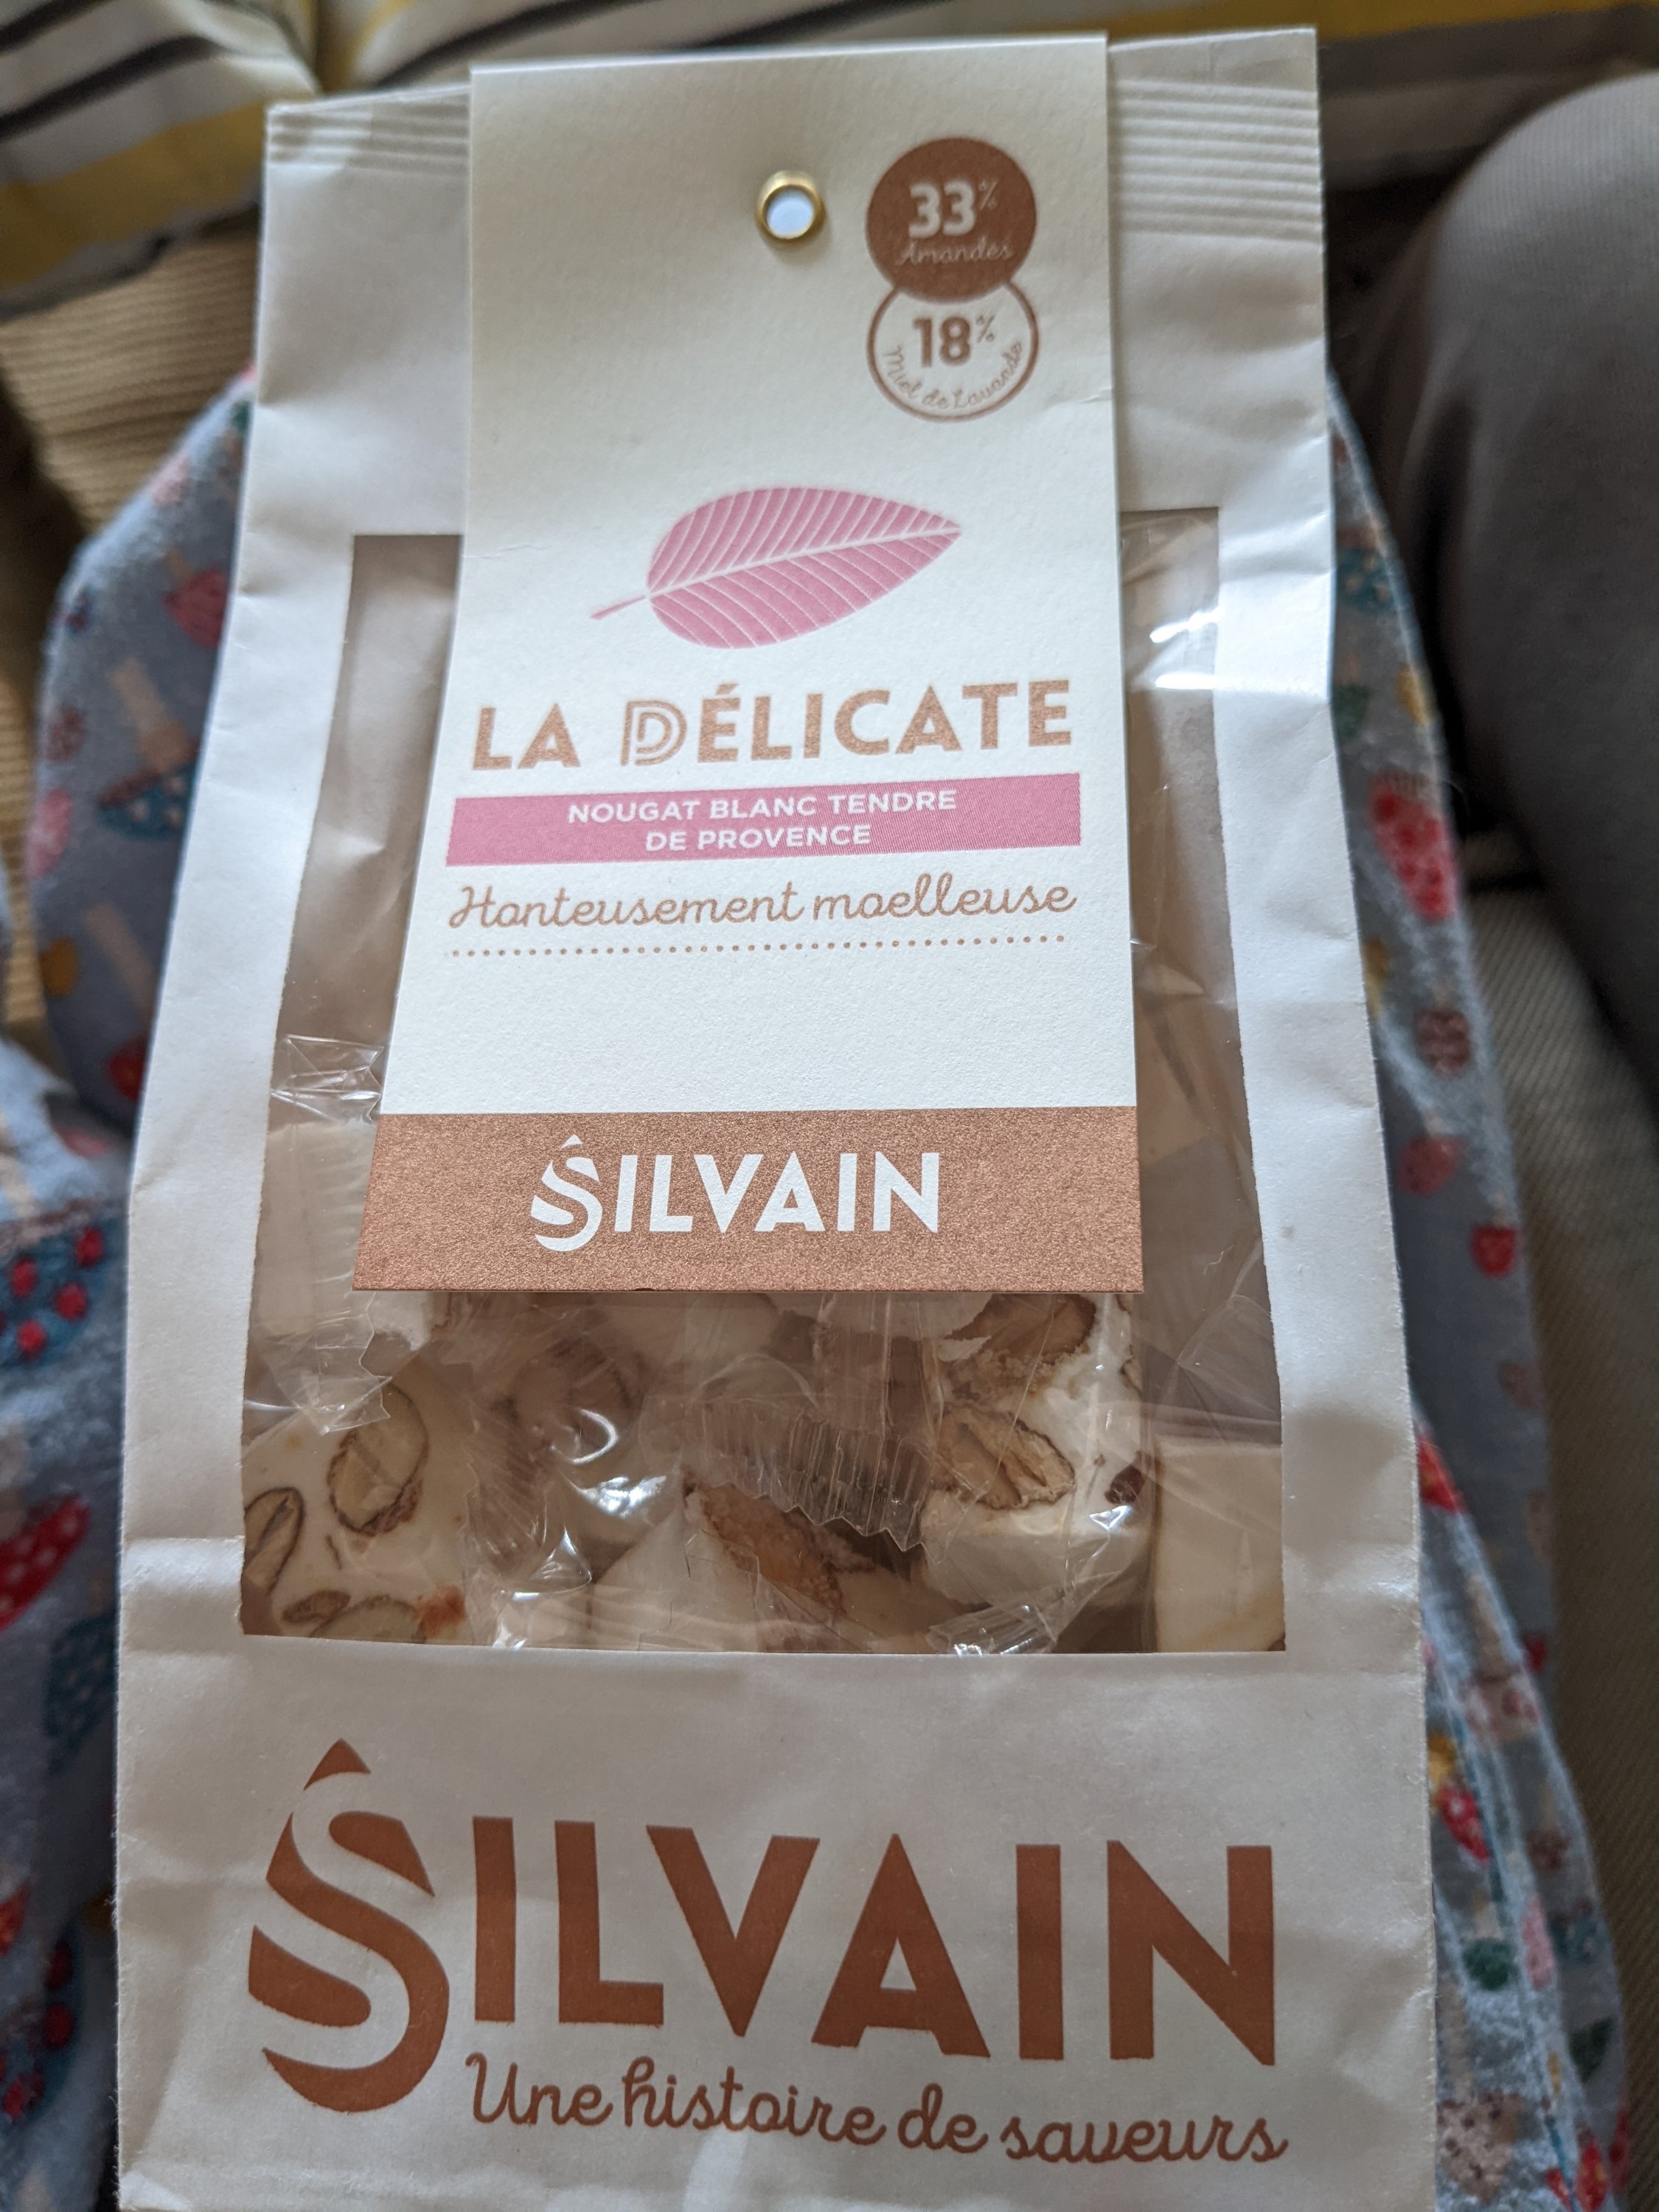 33%
Amandes
18%
Miel de Lavande
LA DÉLICATE
NOUGAT BLANC TENDRE
DE PROVENCE
Honteusement moelleuse
SILVAIN
SILVAIN
Une histoire de saveurs